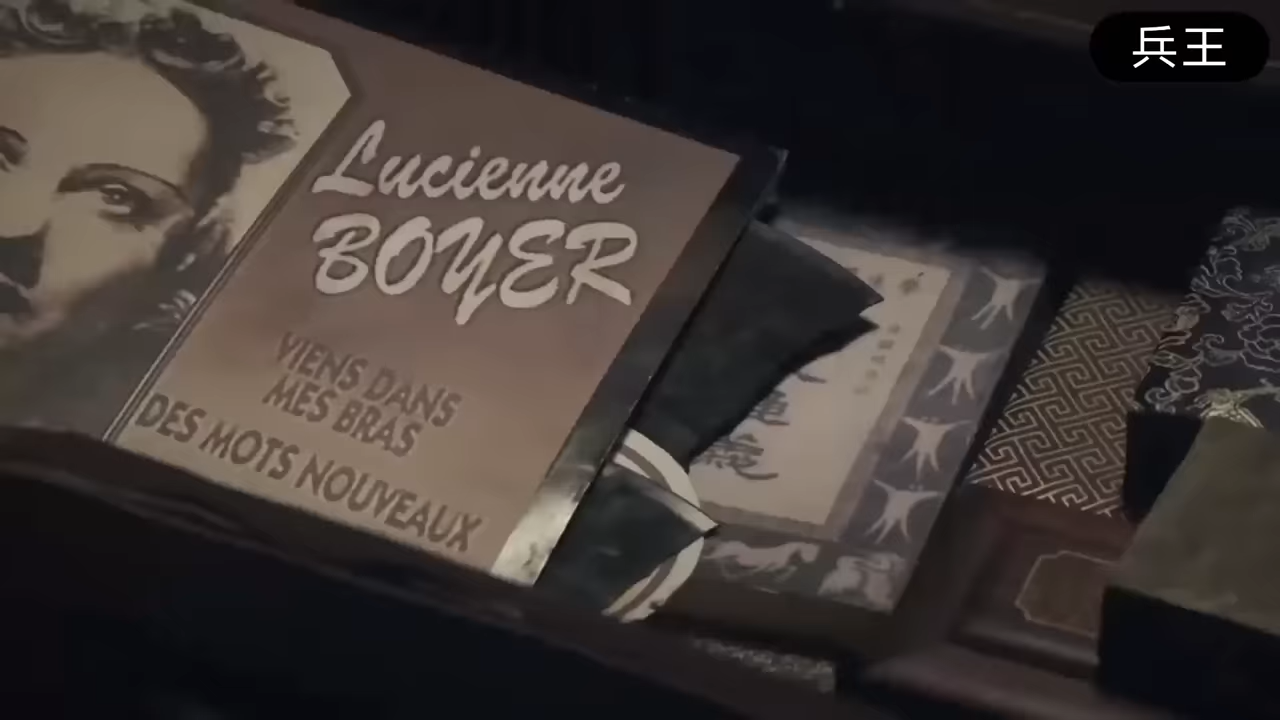 兵王
Lucienne
BOYER
VIENS DANS
MES BRAS
DES MOTS NOUVEAUX